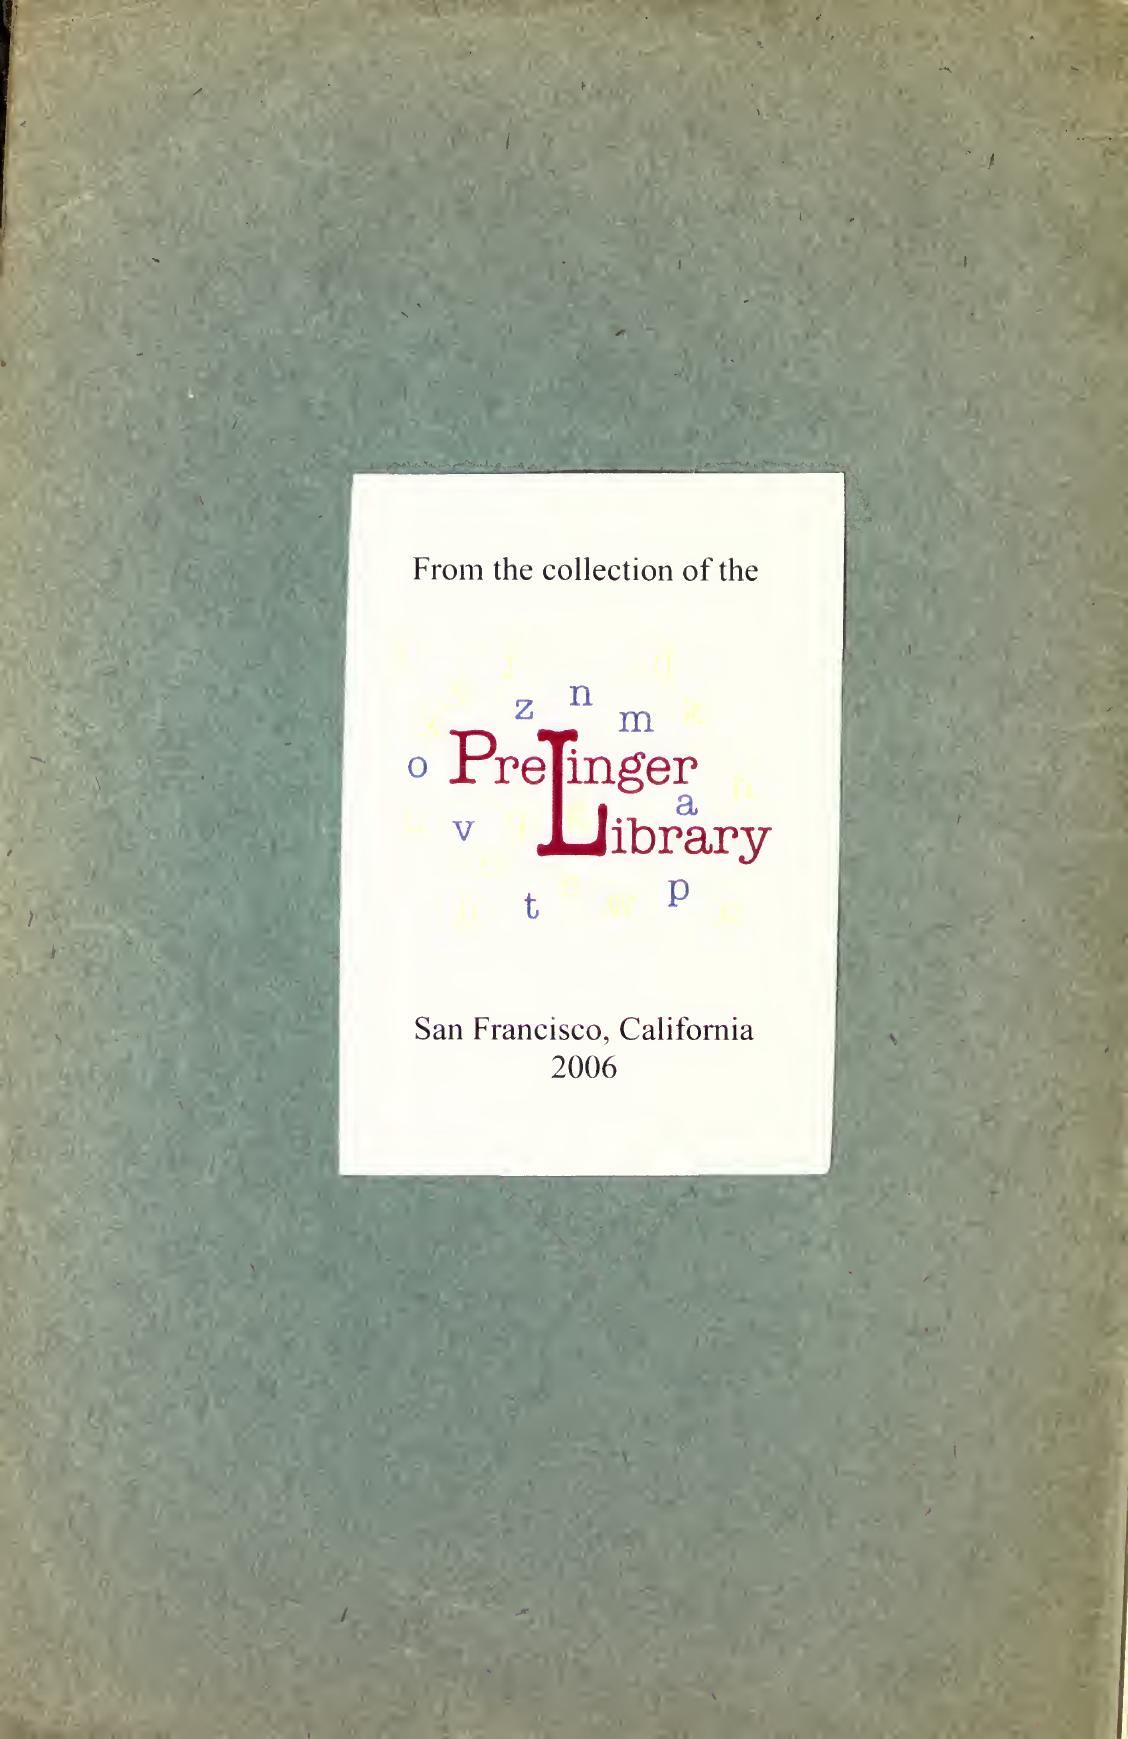 From the collection of the
z n m
o Prelinger
a
v Library
t p
San Francisco, California
2006